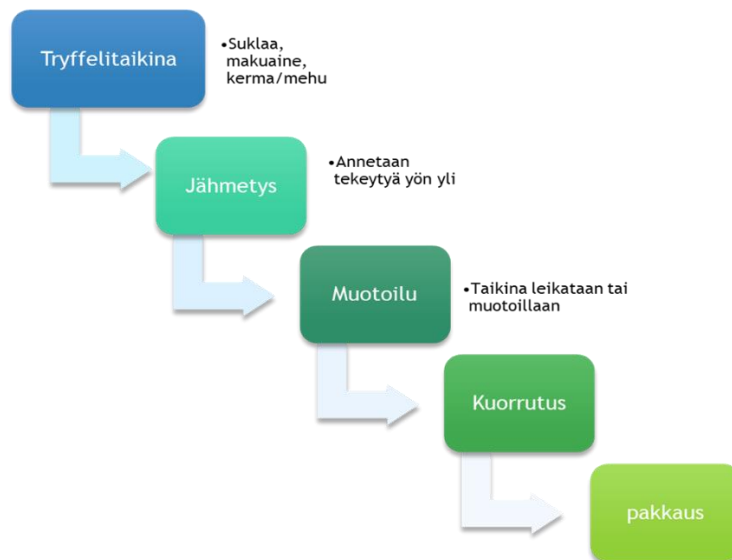 Tryffelitaikina
•Suklaa,
makuaine,
kerma/mehu
Jähmetys
•Annetaan
tekeytyä yön yli
Muotoilu
•Taikina leikataan tai
muotoillaan
Kuorrutus
pakkaus